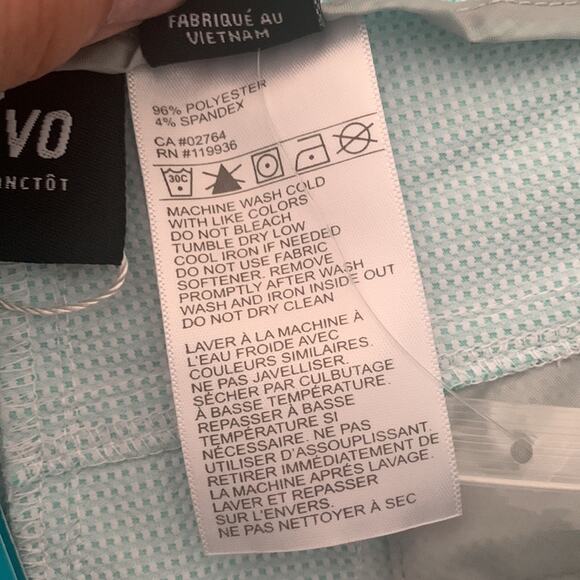 FABRIQUÉ AU
VIETNAM
VO
NCTÔT
96% POLYESTER
4% SPANDEX
CA #02764
RN #119936
30C
MACHINE WASH COLD
WITH LIKE COLORS
DO NOT BLEACH
TUMBLE DRY LOW
COOL IRON IF NEEDED
DO NOT USE FABRIC
SOFTENER. REMOVE
PROMPTLY AFTER WASH
WASH AND IRON INSIDE OUT
DO NOT DRY CLEAN
LAVER À LA MACHINE À
L'EAU FROIDE AVEC
COULEURS SIMILAIRES.
NE PAS JAVELLISER.
SÉCHER PAR CULBUTAGE
À BASSE TEMPÉRATURE.
REPASSER À BASSE
TEMPÉRATURE SI
NÉCESSAIRE. NE PAS
UTILISER D'ASSOUPLISSANT.
RETIRER IMMÉDIATEMENT DE
LA MACHINE APRÈS LAVAGE.
LAVER ET REPASSER
SUR L'ENVERS.
NE PAS NETTOYER À SEC